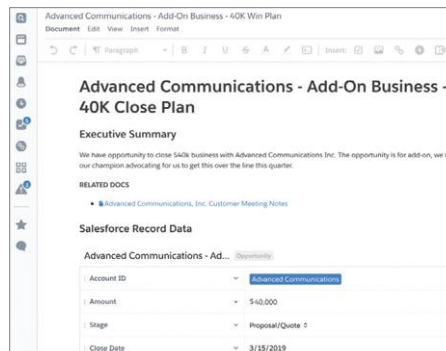 Advanced Communications - Add-On Business - 40K Win Plan
Document Edit View Insert Format
Paragraph B I U S A Insert:
Advanced Communications - Add-On Business -
40K Close Plan
Executive Summary
We have opportunity to close $40k business with Advanced Communications Inc. The opportunity is for add-on, we
our champion advocating for us to get this over the line this quarter.
RELATED DOCS
Advanced Communications, Inc. Customer Meeting Notes
Salesforce Record Data
Advanced Communications - Ad... Opportunity
Account ID Advanced Communications
Amount $40,000
Stage Proposal/Quote
Close Date 3/15/2019